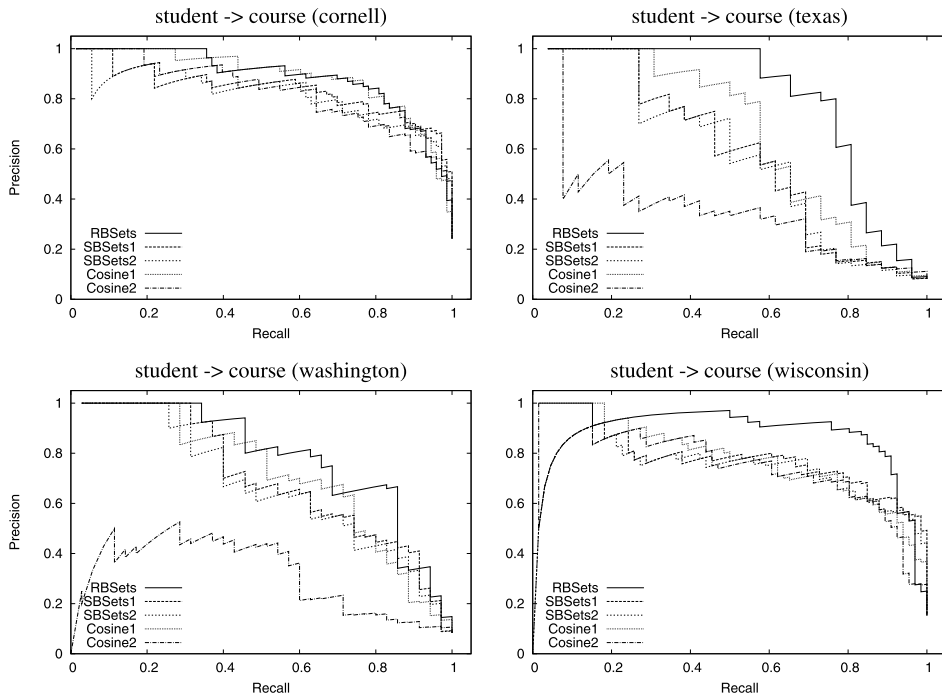 student -> course (cornell)
1
0.8
0.6
0.4
0.2
0
Precision
RBSets
SBSets1
SBSets2
Cosine1
Cosine2
0 0.2 0.4 0.6 0.8 1
Recall
student -> course (texas)
1
0.8
0.6
0.4
0.2
0
RBSets
SBSets1
SBSets2
Cosine1
Cosine2
0 0.2 0.4 0.6 0.8 1
Recall
student -> course (washington)
1
0.8
0.6
0.4
0.2
0
Precision
RBSets
SBSets1
SBSets2
Cosine1
Cosine2
0 0.2 0.4 0.6 0.8 1
Recall
student -> course (wisconsin)
1
0.8
0.6
0.4
0.2
0
RBSets
SBSets1
SBSets2
Cosine1
Cosine2
0 0.2 0.4 0.6 0.8 1
Recall